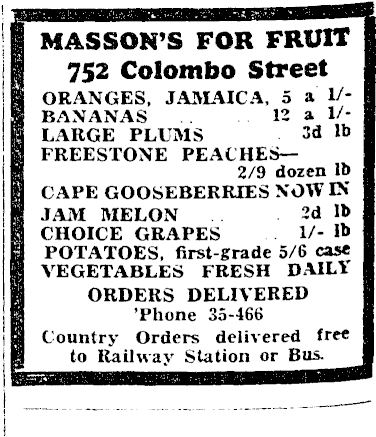 MASSON'S FOR FRUIT
752 Colombo Street
ORANGES, JAMAICA, 5 a 1/-
BANANAS .. .. 12 a 1/-
LARGE PLUMS .. 3d lb
FREESTONE PEACHES—
2/9 dozen lb
CAPE GOOSEBERRIES NOW IN
JAM MELON .. .. 2d lb
CHOICE GRAPES .. 1/- lb
POTATOES, first-grade 5/6 case
VEGETABLES FRESH DAILY
ORDERS DELIVERED
'Phone 35-466
Country Orders delivered free
to Railway Station or Bus.